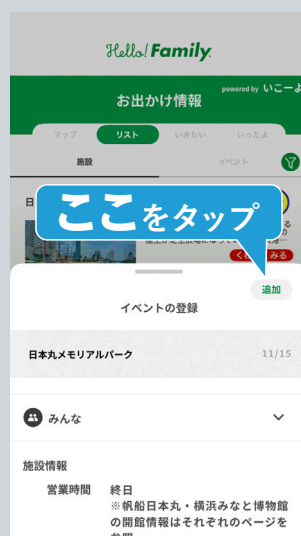 Hello! Family.
powered by いこーよ
お出かけ情報
マップ リスト いきたい いったよ
施設 イベント
日
ここをタップ
くわ みる
追加
イベントの登録
日本丸メモリアルパーク 11/15
みんな
施設情報
営業時間 終日
※帆船日本丸・横浜みなと博物館
の開館情報はそれぞれのページを